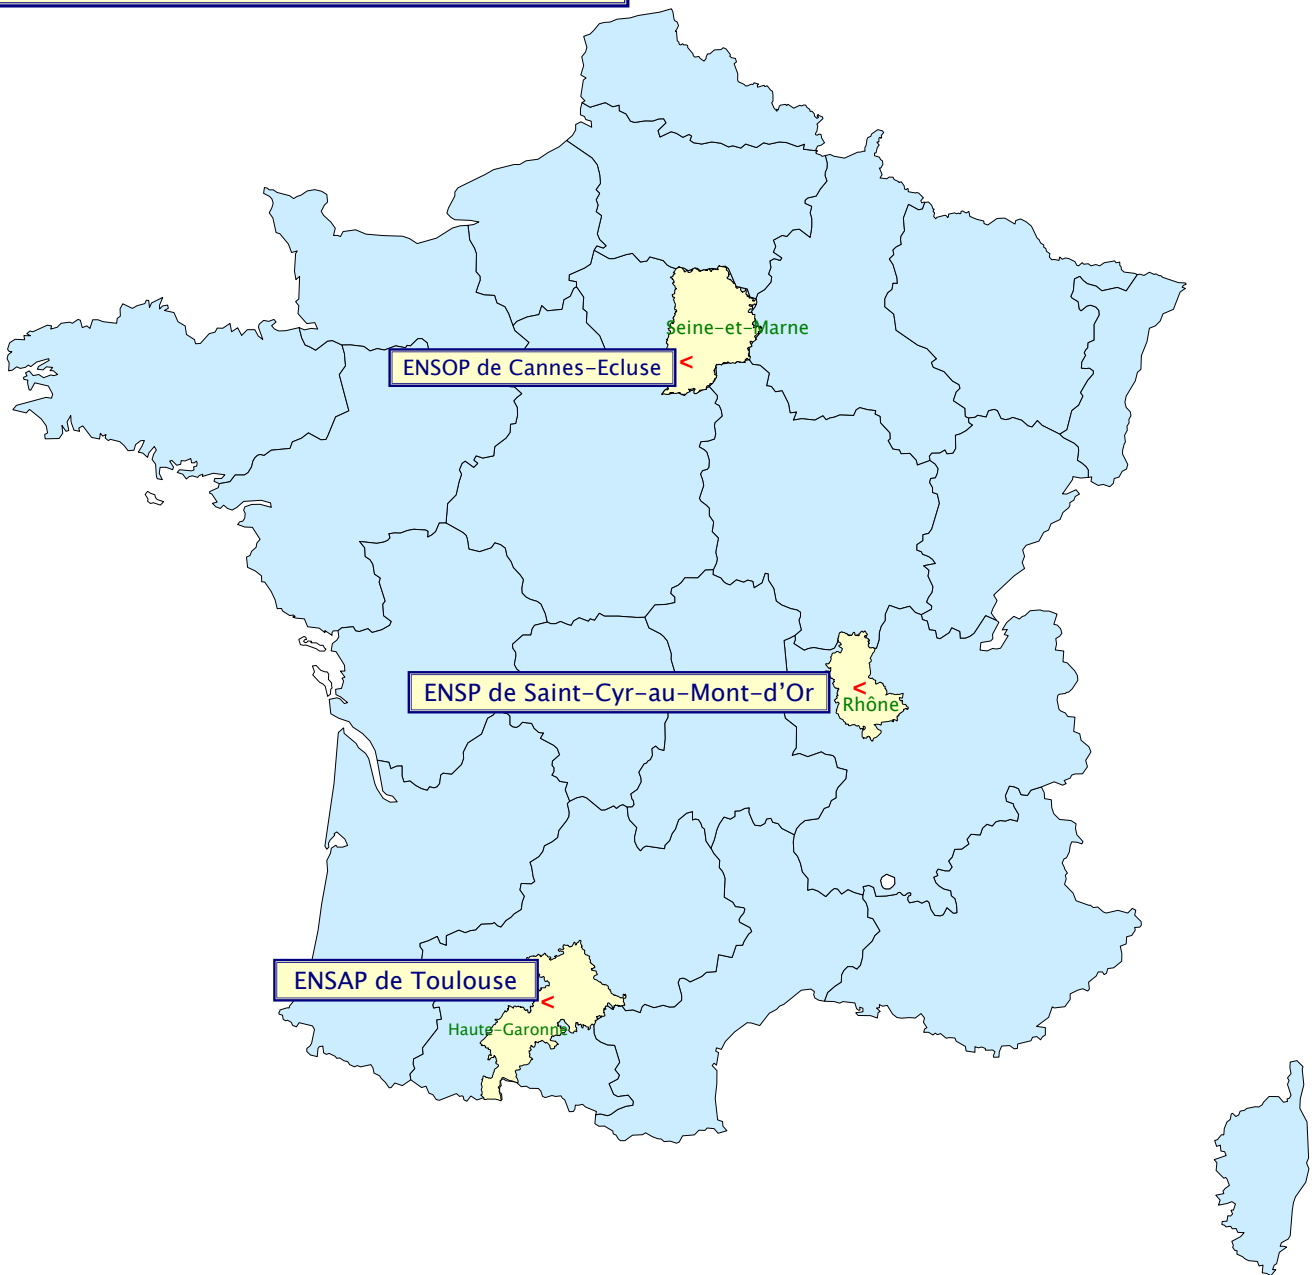 Seine-et-Marne
ENSOP de Cannes-Ecluse
<
ENSP de Saint-Cyr-au-Mont-d'Or
<
Rhône
ENSAP de Toulouse
<
Haute-Garonne